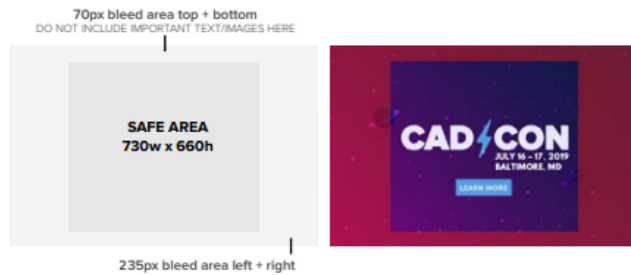 70px bleed area top + bottom
DO NOT INCLUDE IMPORTANT TEXT/IMAGES HERE
SAFE AREA
730w x 660h
235px bleed area left + right
CAD CON
JULY 16 – 17, 2019
BALTIMORE, MD
LEARN MORE